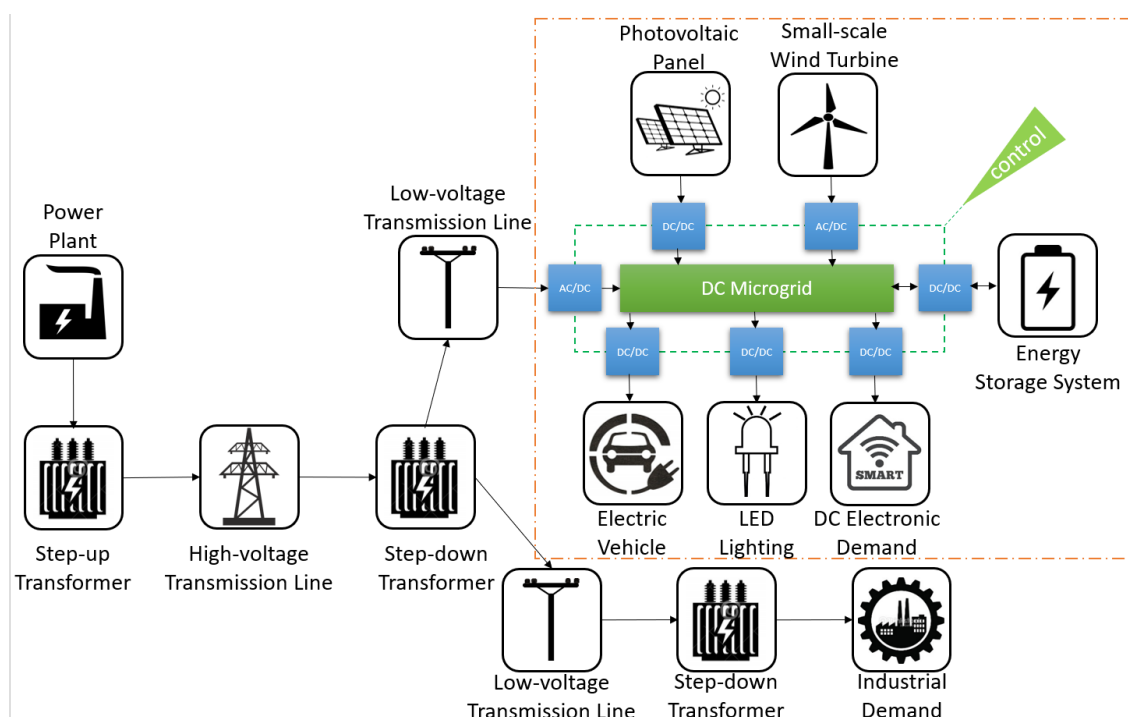 Photovoltaic
Panel
Small-scale
Wind Turbine
control
Low-voltage
Transmission Line
Power
Plant
DC/DC
AC/DC
AC/DC
DC Microgrid
DC/DC
DC/DC
DC/DC
DC/DC
Energy
Storage System
SMART
Electric
Vehicle
LED
Lighting
DC Electronic
Demand
Step-up
Transformer
High-voltage
Transmission Line
Step-down
Transformer
Low-voltage
Transmission Line
Step-down
Transformer
Industrial
Demand